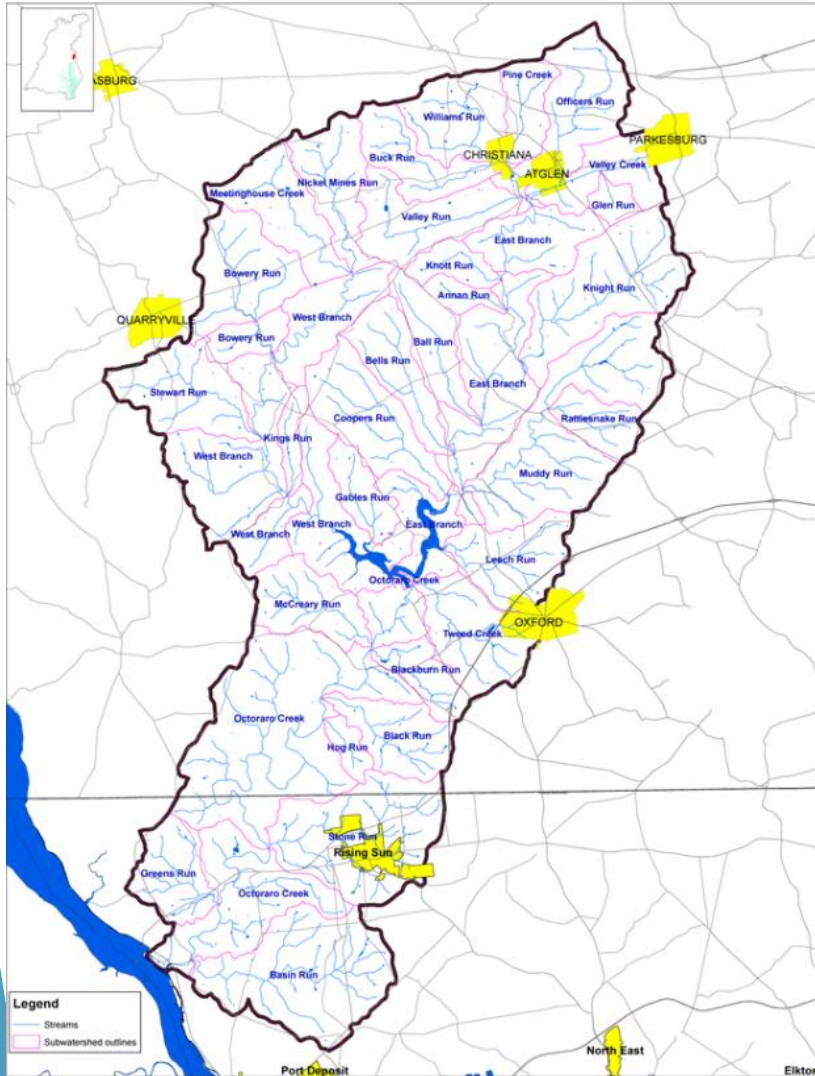 ASBURG
Pine Creek
Officers Run
Williams Run
PARKESBURG
CHRISTIANA
Buck Run
ATGLEN
Valley Creek
Nickel Mines Run
Meetinghouse Creek
Glen Run
Valley Run
East Branch
Knott Run
Bowery Run
Knight Run
Annan Run
West Branch
QUARRYVILLE
Bowery Run
Ball Run
Bells Run
East Branch
Stewart Run
Coopers Run
Rattlesnake Run
Kings Run
West Branch
Muddy Run
Gables Run
West Branch
East Branch
West Branch
Leech Run
Octoraro Creek
McCreary Run
OXFORD
Tweed Creek
Blackburn Run
Octoraro Creek
Black Run
Hog Run
Stone Run
Rising Sun
Greens Run
Octoraro Creek
Basin Run
Legend
Streams
Subwatershed outlines
North East
Port Deposit
Elkton